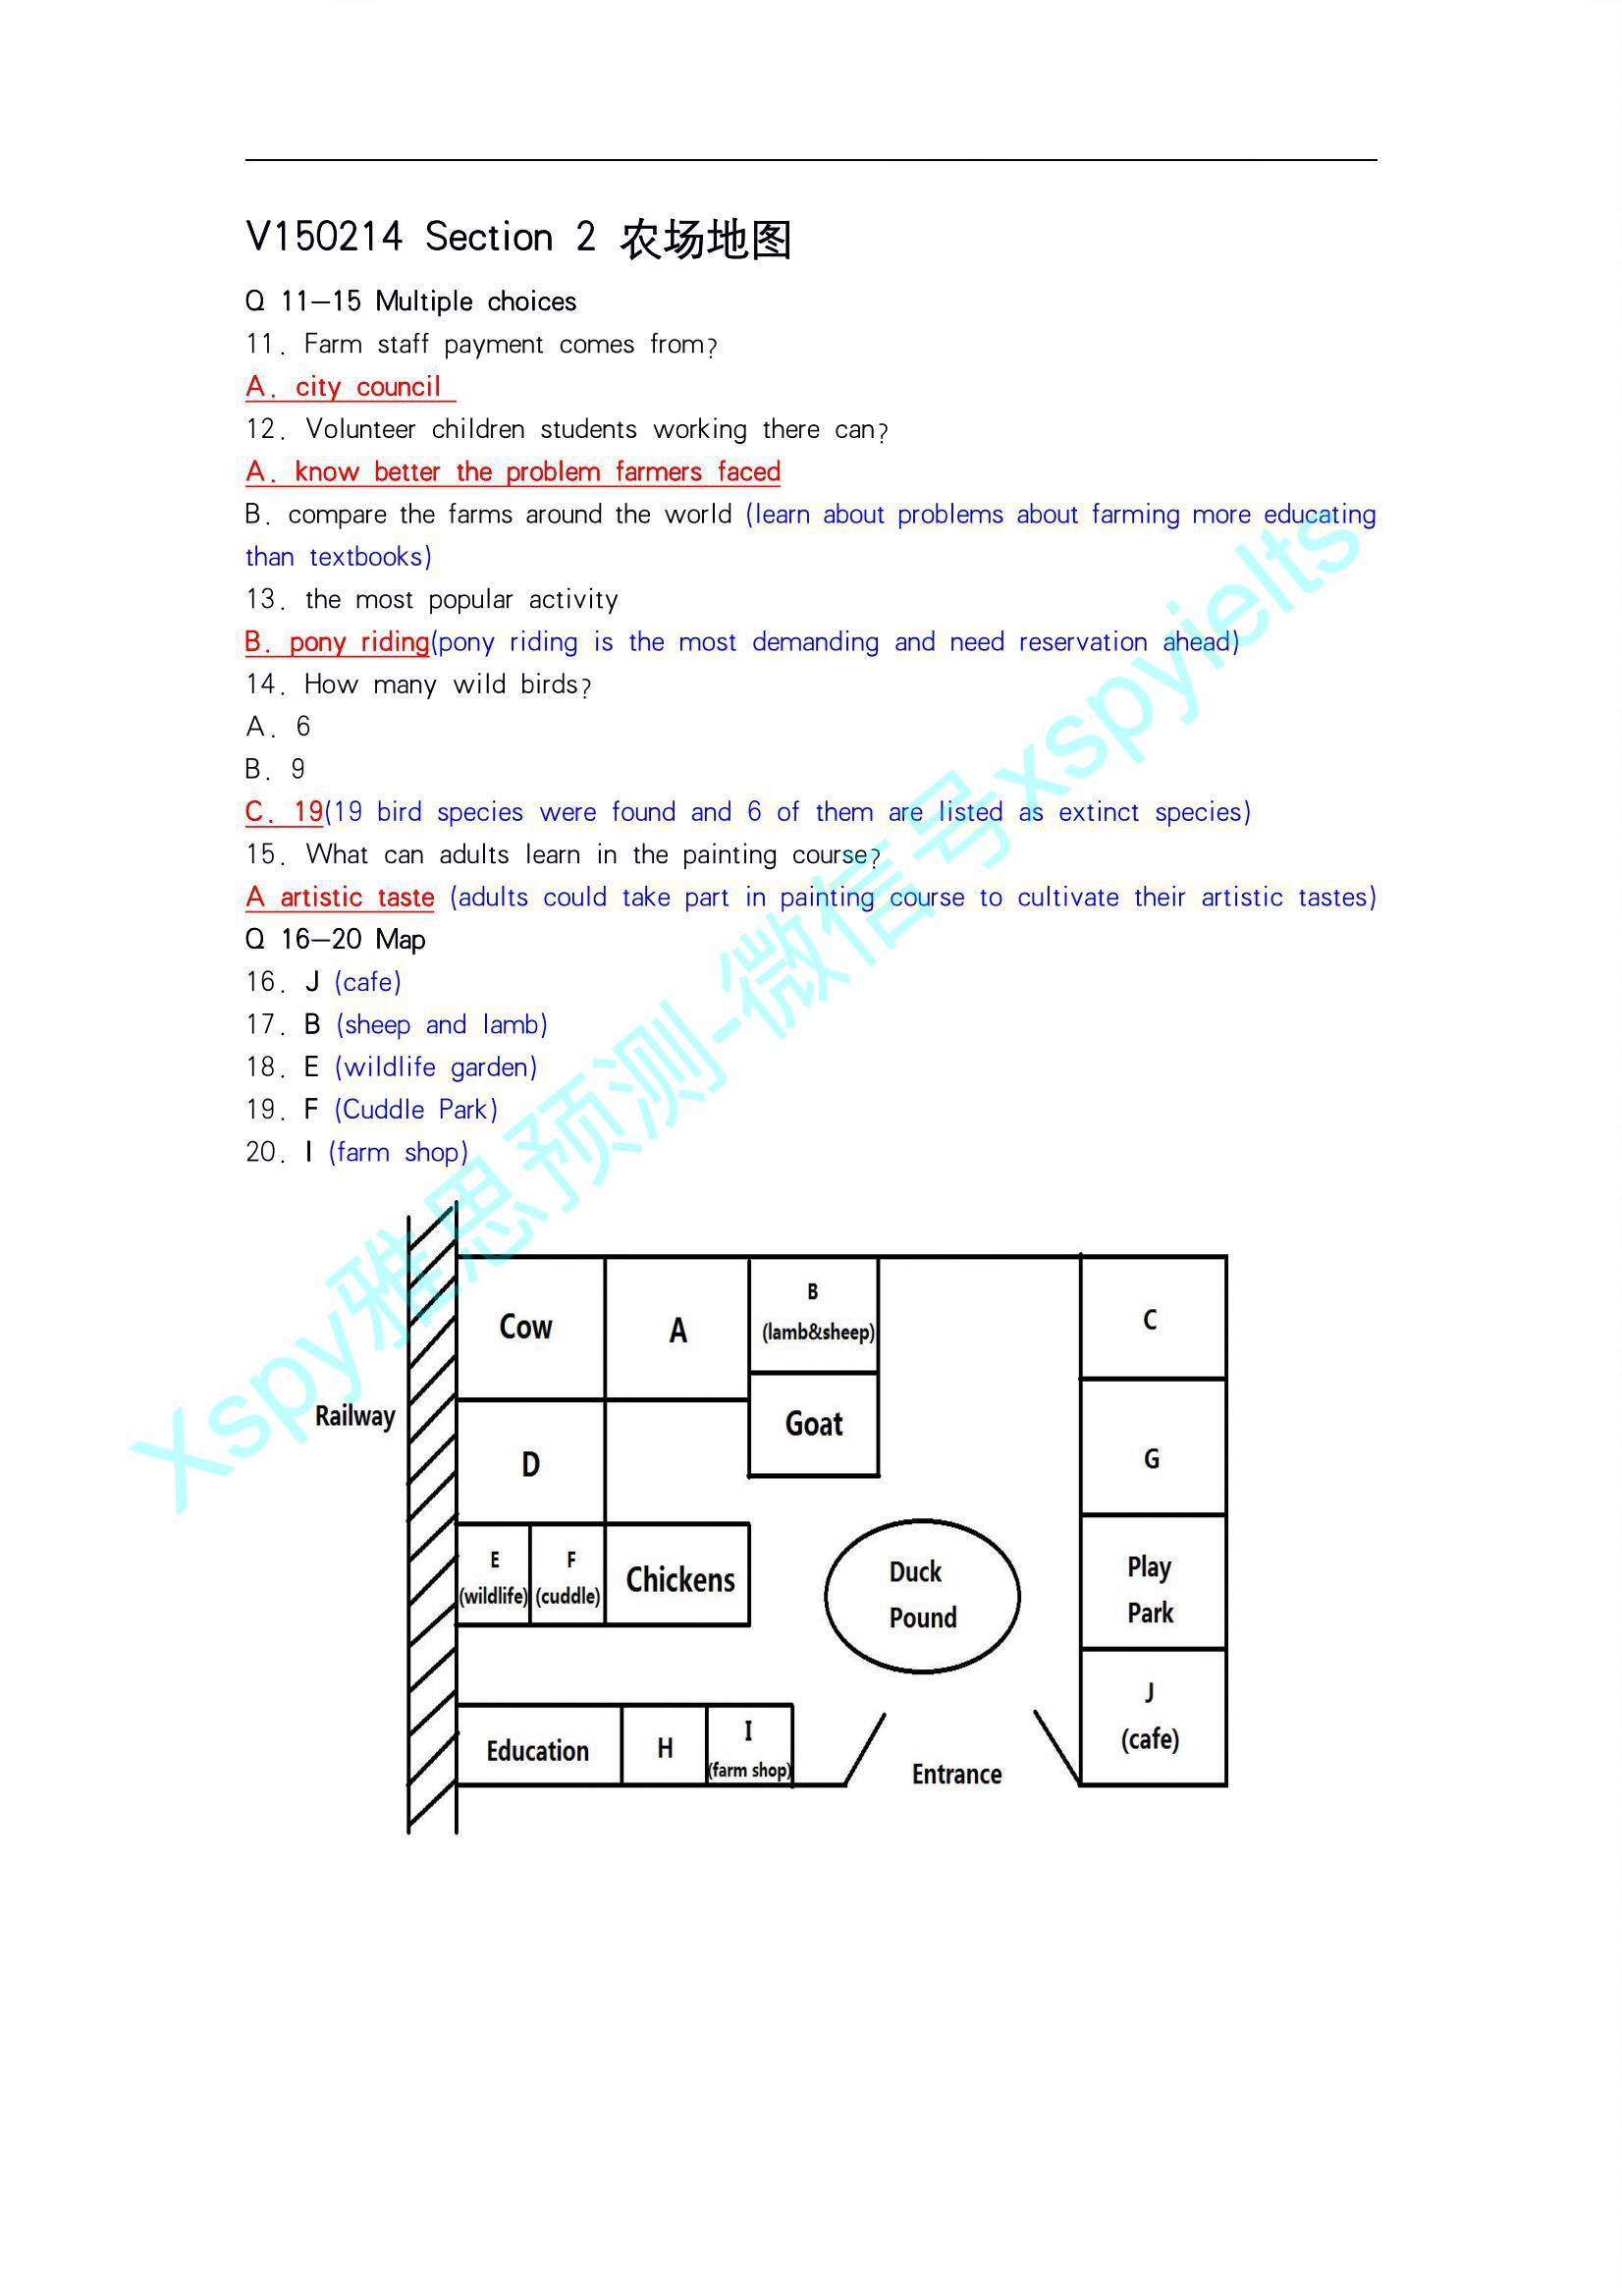 V150214 Section 2 农场地图
Q 11—15 Multiple choices
11. Farm staff payment comes from?
A. city council
12. Volunteer children students working there can?
A. know better the problem farmers faced
B. compare the farms around the world (learn about problems about farming more educating
than textbooks)
13. the most popular activity
B. pony riding(pony riding is the most demanding and need reservation ahead)
14. How many wild birds?
A. 6
B. 9
C. 19(19 bird species were found and 6 of them are listed as extinct species)
15. What can adults learn in the painting course?
A artistic taste (adults could take part in painting course to cultivate their artistic tastes)
Q 16—20 Map
16. J (cafe)
17. B (sheep and lamb)
18. E (wildlife garden)
19. F (Cuddle Park)
20. I (farm shop)
Xspy雅思预测-微信号xspyielts
Railway
Cow
A
B
(lamb&sheep)
C
Goat
D
G
E
(wildlife)
F
(cuddle)
Chickens
Duck
Pound
Play
Park
J
(cafe)
Education
H
I
(farm shop)
Entrance